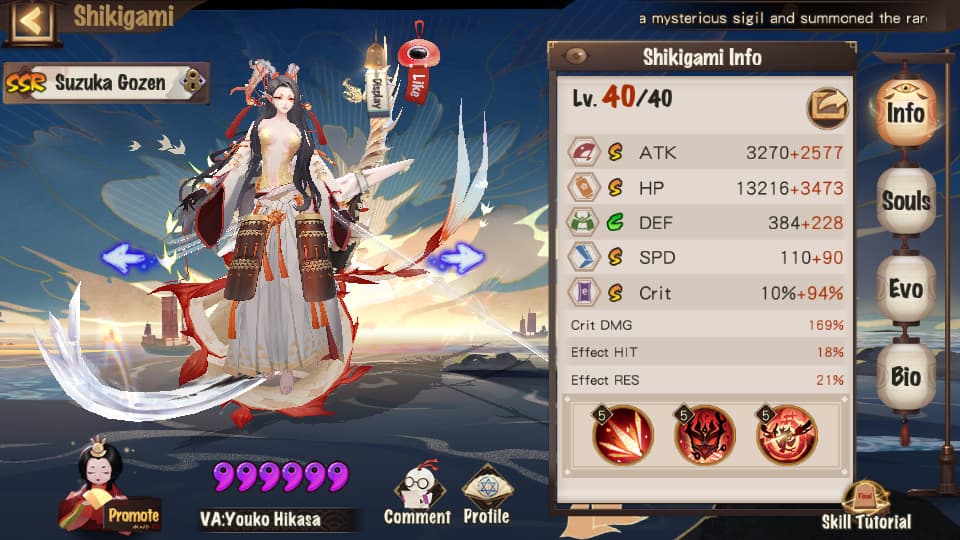 Shikigami
a mysterious sigil and summoned the rare
SSR Suzuka Gozen
Display
Like
Shikigami Info
Lv. 40/40
S ATK 3270+2577
S HP 13216+3473
C DEF 384+228
S SPD 110+90
S Crit 10%+94%
Crit DMG 169%
Effect HIT 18%
Effect RES 21%
5 5 5
Info
Souls
Evo
Bio
Promote
VA:Youko Hikasa
Comment
Profile
Final
Skill Tutorial